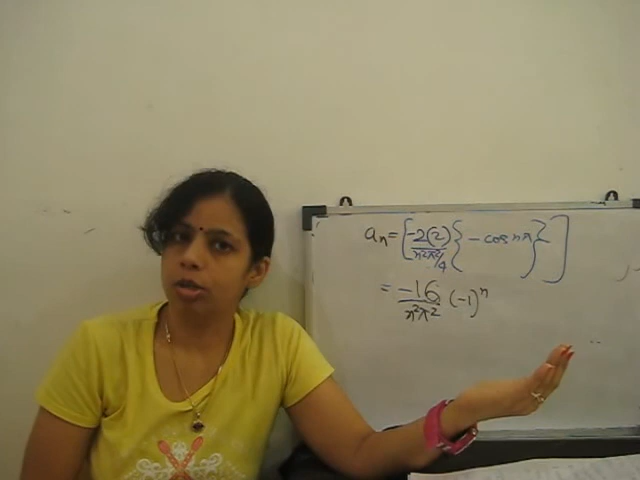 aₙ = [ -2(2)/(n²π²/4) { - cos nπ } ]
= -16/(n²π²) (-1)ⁿ